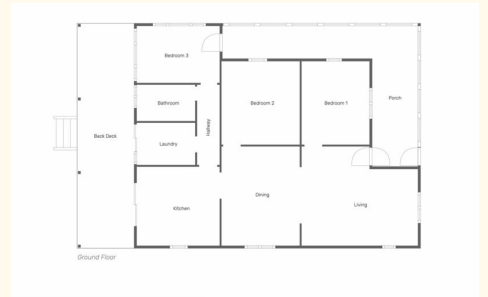 Bedroom 3
Bathroom
Hallway
Bedroom 2
Bedroom 1
Porch
Back Deck
Laundry
Kitchen
Dining
Living
Ground Floor